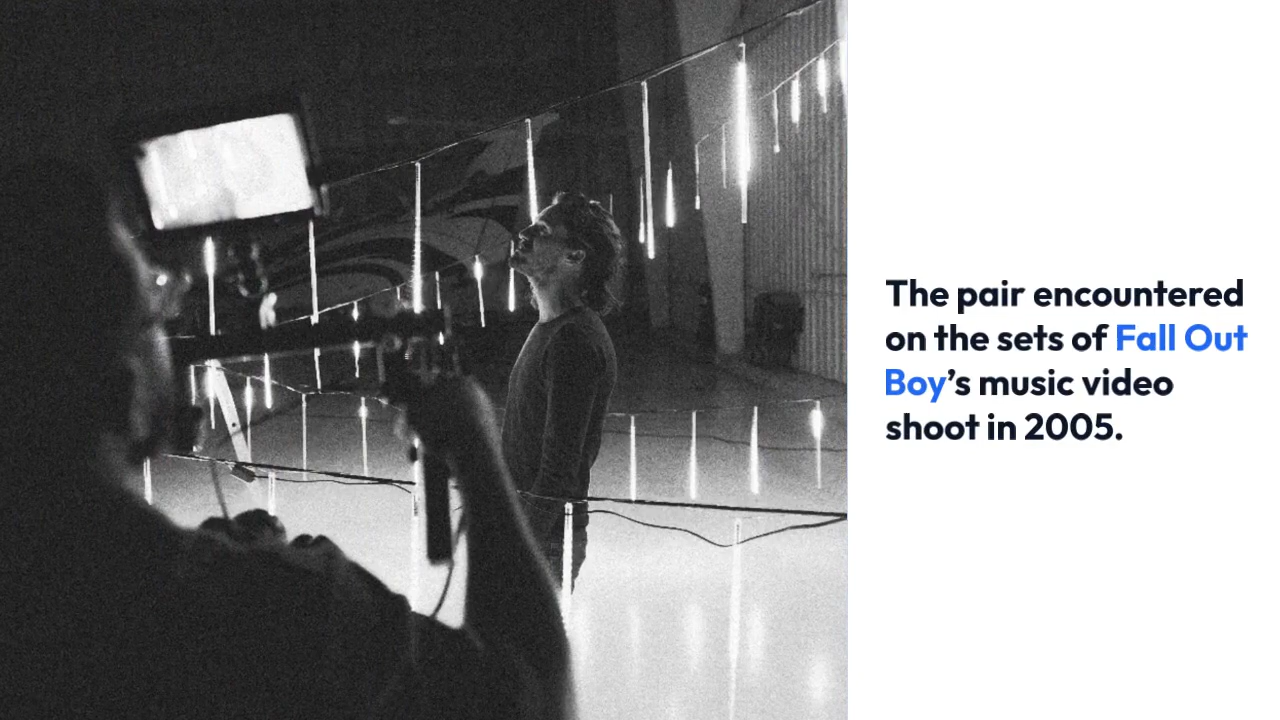 The pair encountered
on the sets of Fall Out
Boy’s music video
shoot in 2005.